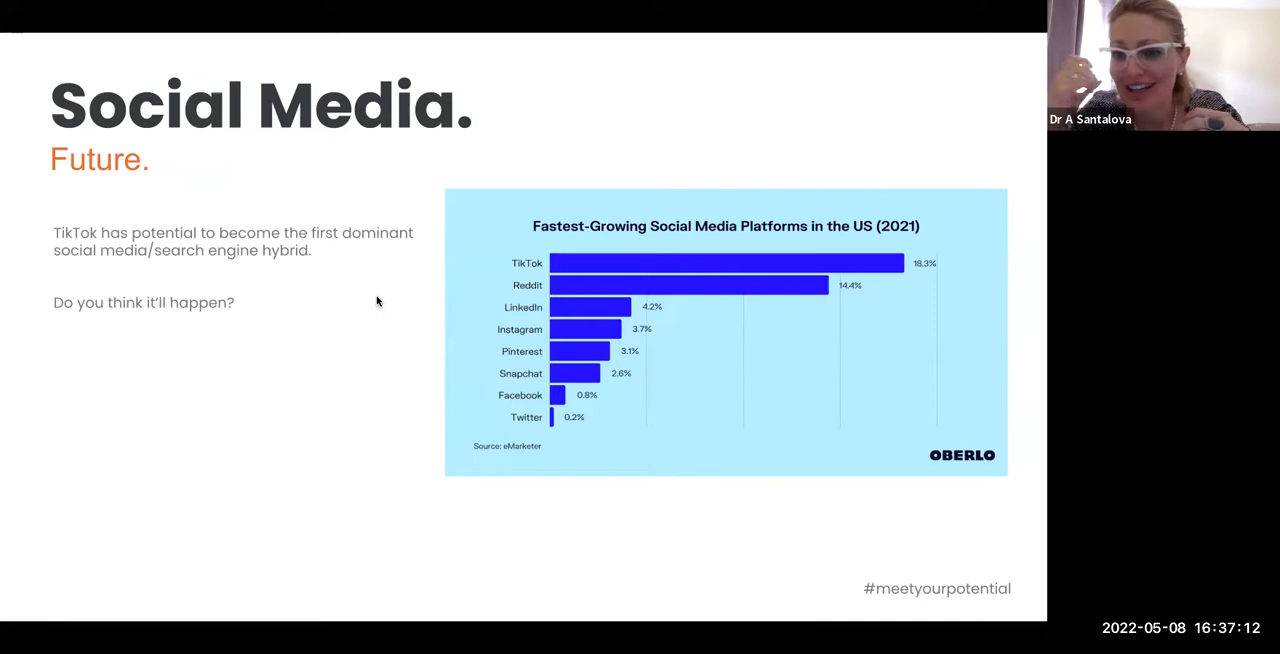 Social Media.
Future.
TikTok has potential to become the first dominant
social media/search engine hybrid.
Do you think it'll happen?
Fastest-Growing Social Media Platforms in the US (2021)
TikTok 18.3%
Reddit 14.4%
LinkedIn 4.2%
Instagram 3.7%
Pinterest 3.1%
Snapchat 2.6%
Facebook 0.8%
Twitter 0.2%
Source: eMarketer
OBERLO
#meetyourpotential
Dr A Santalova
2022-05-08 16:37:12